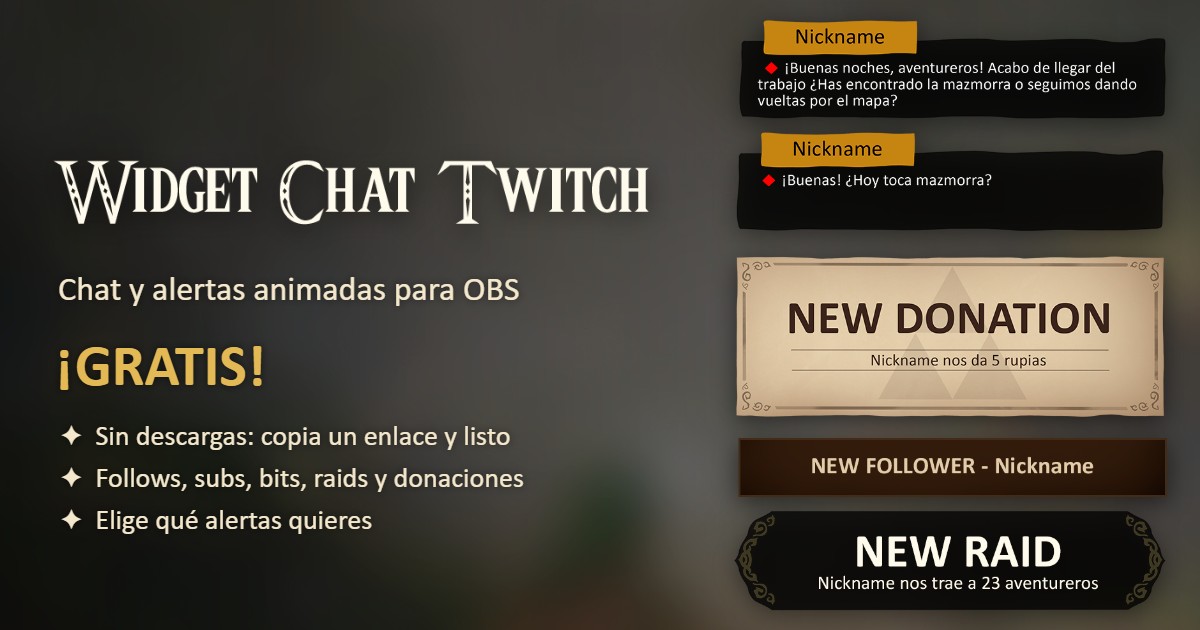 Widget Chat Twitch
Chat y alertas animadas para OBS
¡GRATIS!
Sin descargas: copia un enlace y listo
Follows, subs, bits, raids y donaciones
Elige qué alertas quieres
Nickname
¡Buenas noches, aventureros! Acabo de llegar del
trabajo ¿Has encontrado la mazmorra o seguimos dando
vueltas por el mapa?
Nickname
¡Buenas! ¿Hoy toca mazmorra?
NEW DONATION
Nickname nos da 5 rupias
NEW FOLLOWER - Nickname
NEW RAID
Nickname nos trae a 23 aventureros